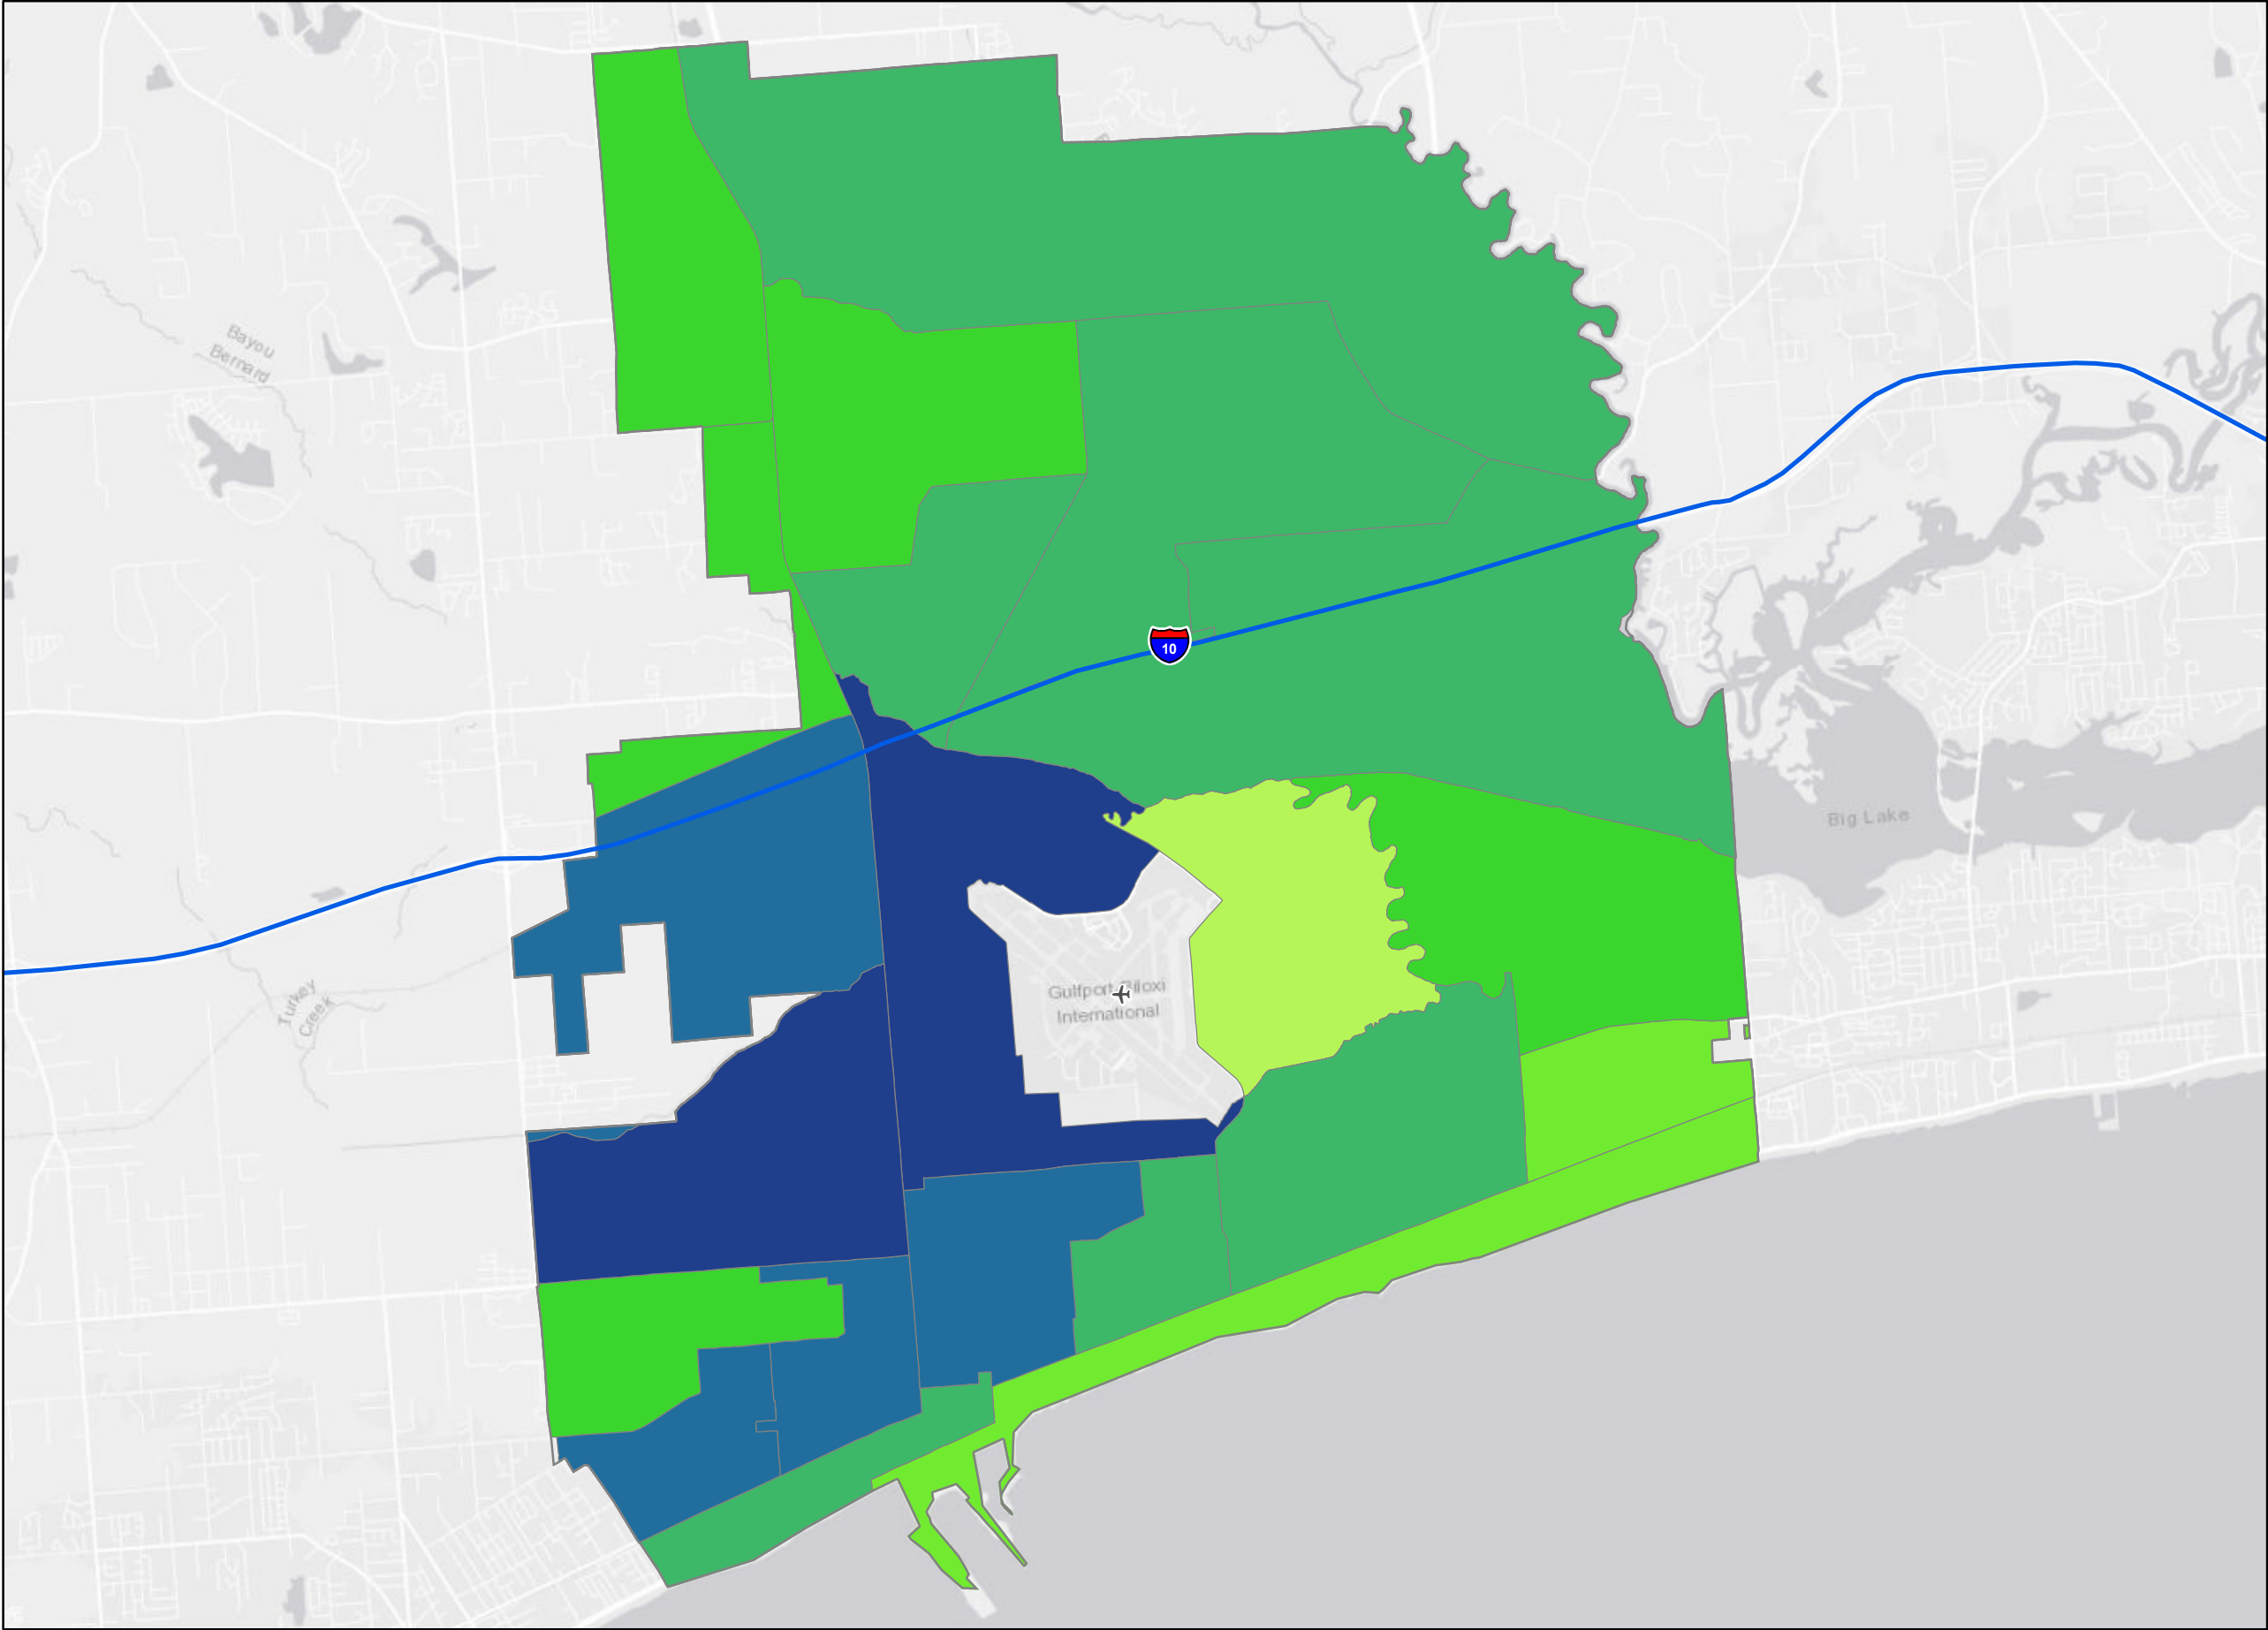 Bayou
Bernard
10
Big Lake
Turkey
Creek
Gulfport-Biloxi
International